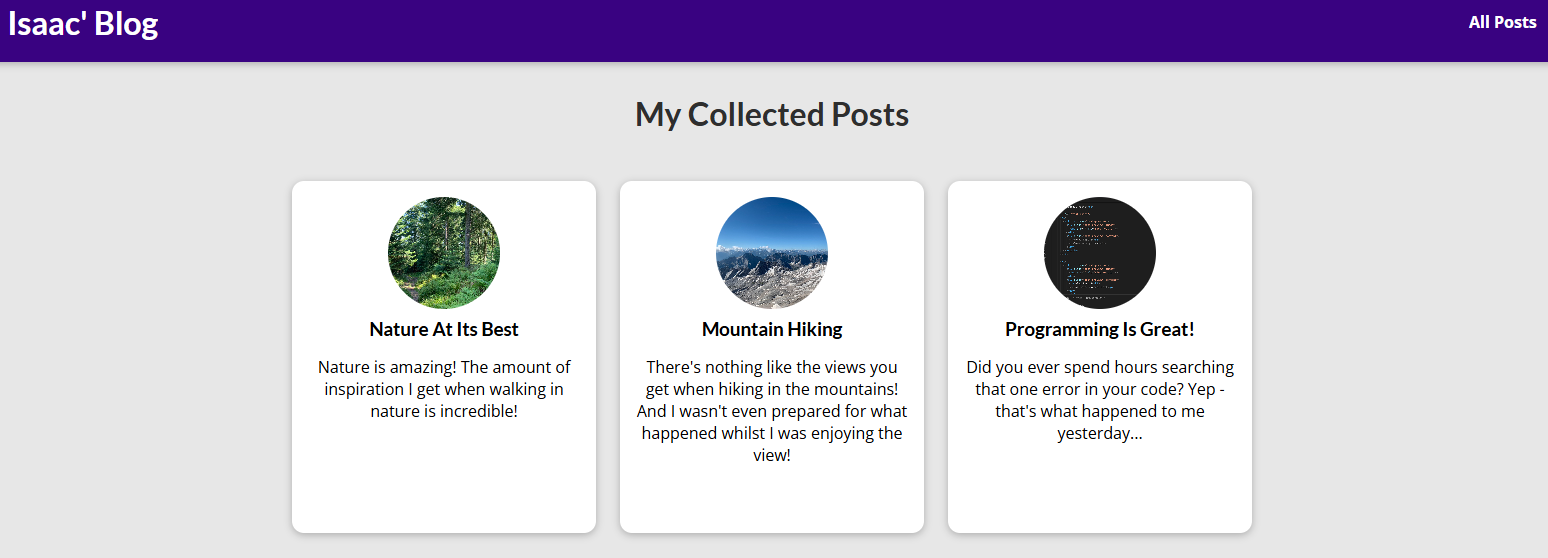 Isaac' Blog
All Posts
My Collected Posts
Nature At Its Best
Nature is amazing! The amount of
inspiration I get when walking in
nature is incredible!
Mountain Hiking
There's nothing like the views you
get when hiking in the mountains!
And I wasn't even prepared for what
happened whilst I was enjoying the
view!
Programming Is Great!
Did you ever spend hours searching
that one error in your code? Yep -
that's what happened to me
yesterday...